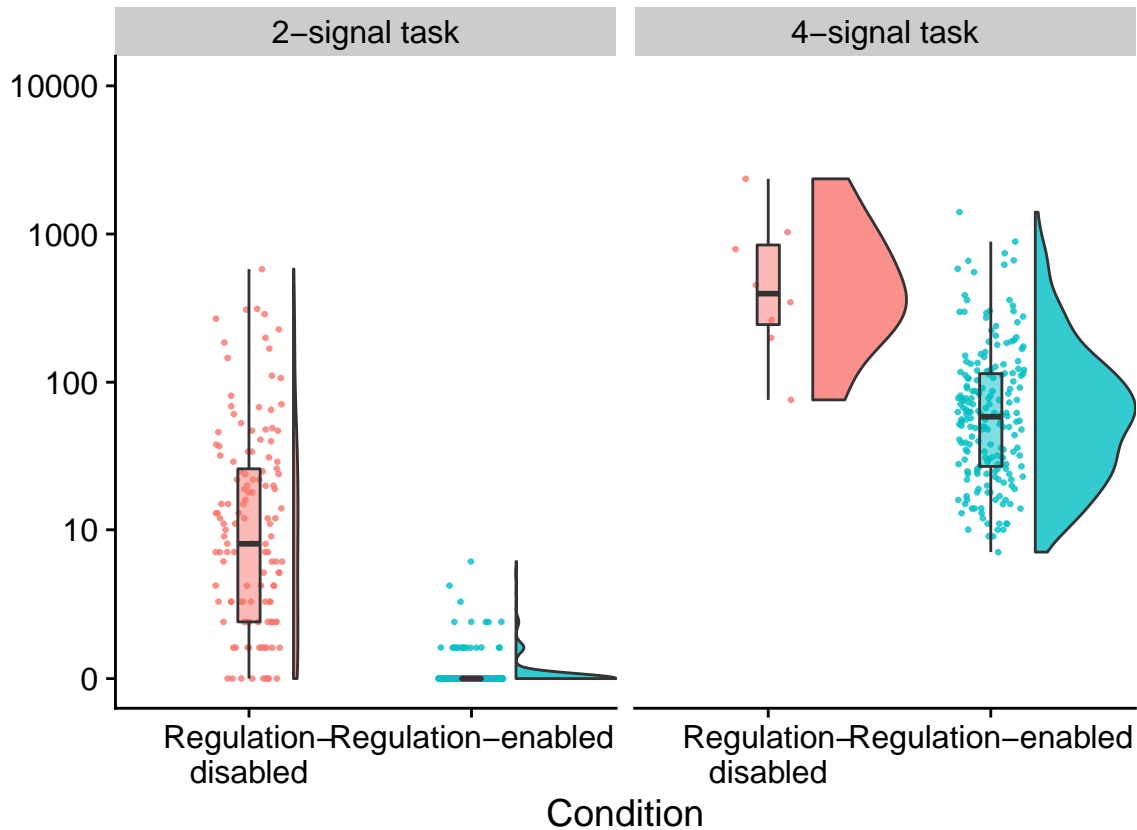 2−signal task
4−signal task
10000
1000
100
10
0
Regulation−
disabled
Regulation−enabled
Regulation−
disabled
Regulation−enabled
Condition